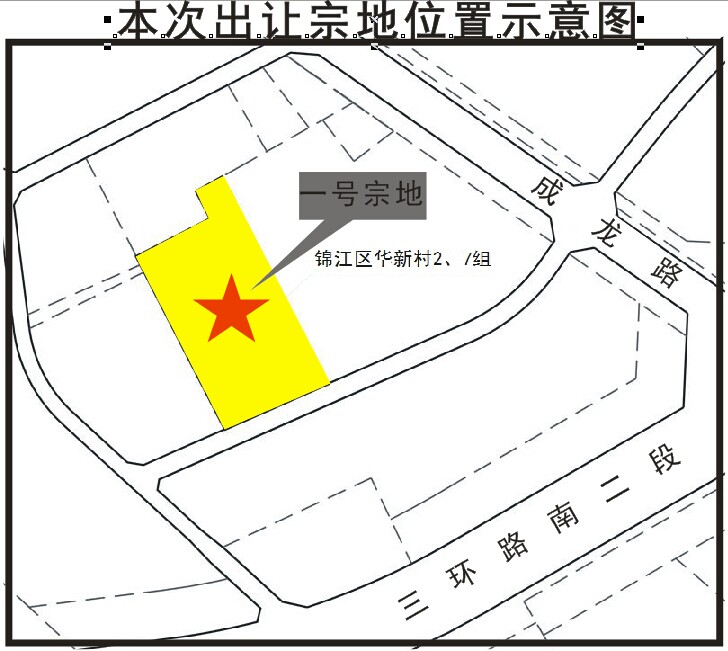 本次出让宗地位置示意图
一号宗地
成龙路
锦江区华新村2、7组
三环路南二段